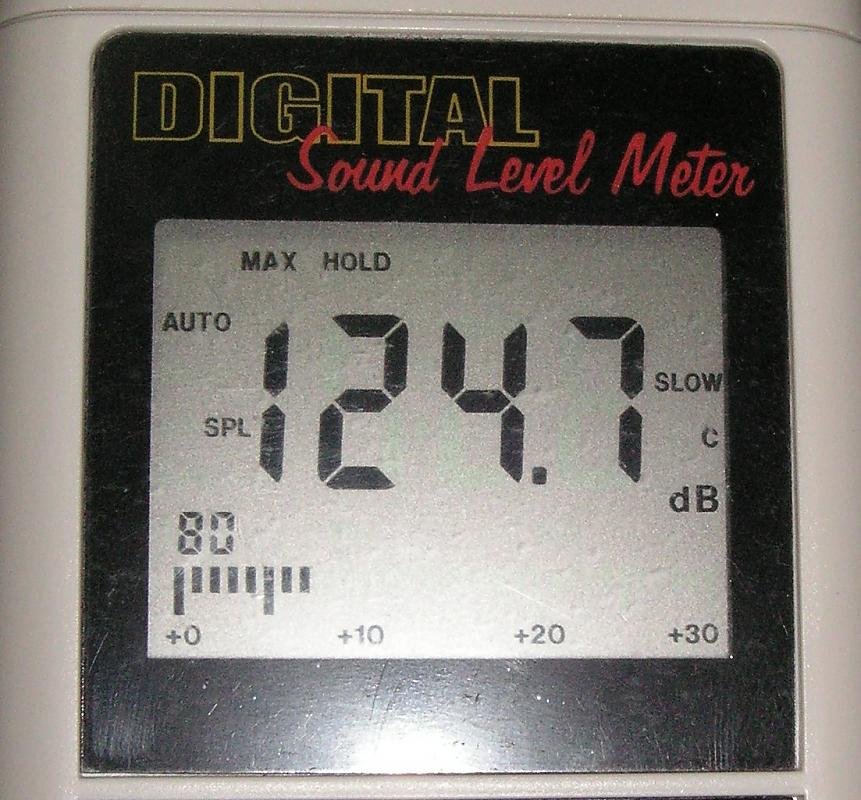 DIGITAL
Sound Level Meter
MAX HOLD
AUTO
124.7
SLOW
SPL
C
dB
80
+0 +10 +20 +30